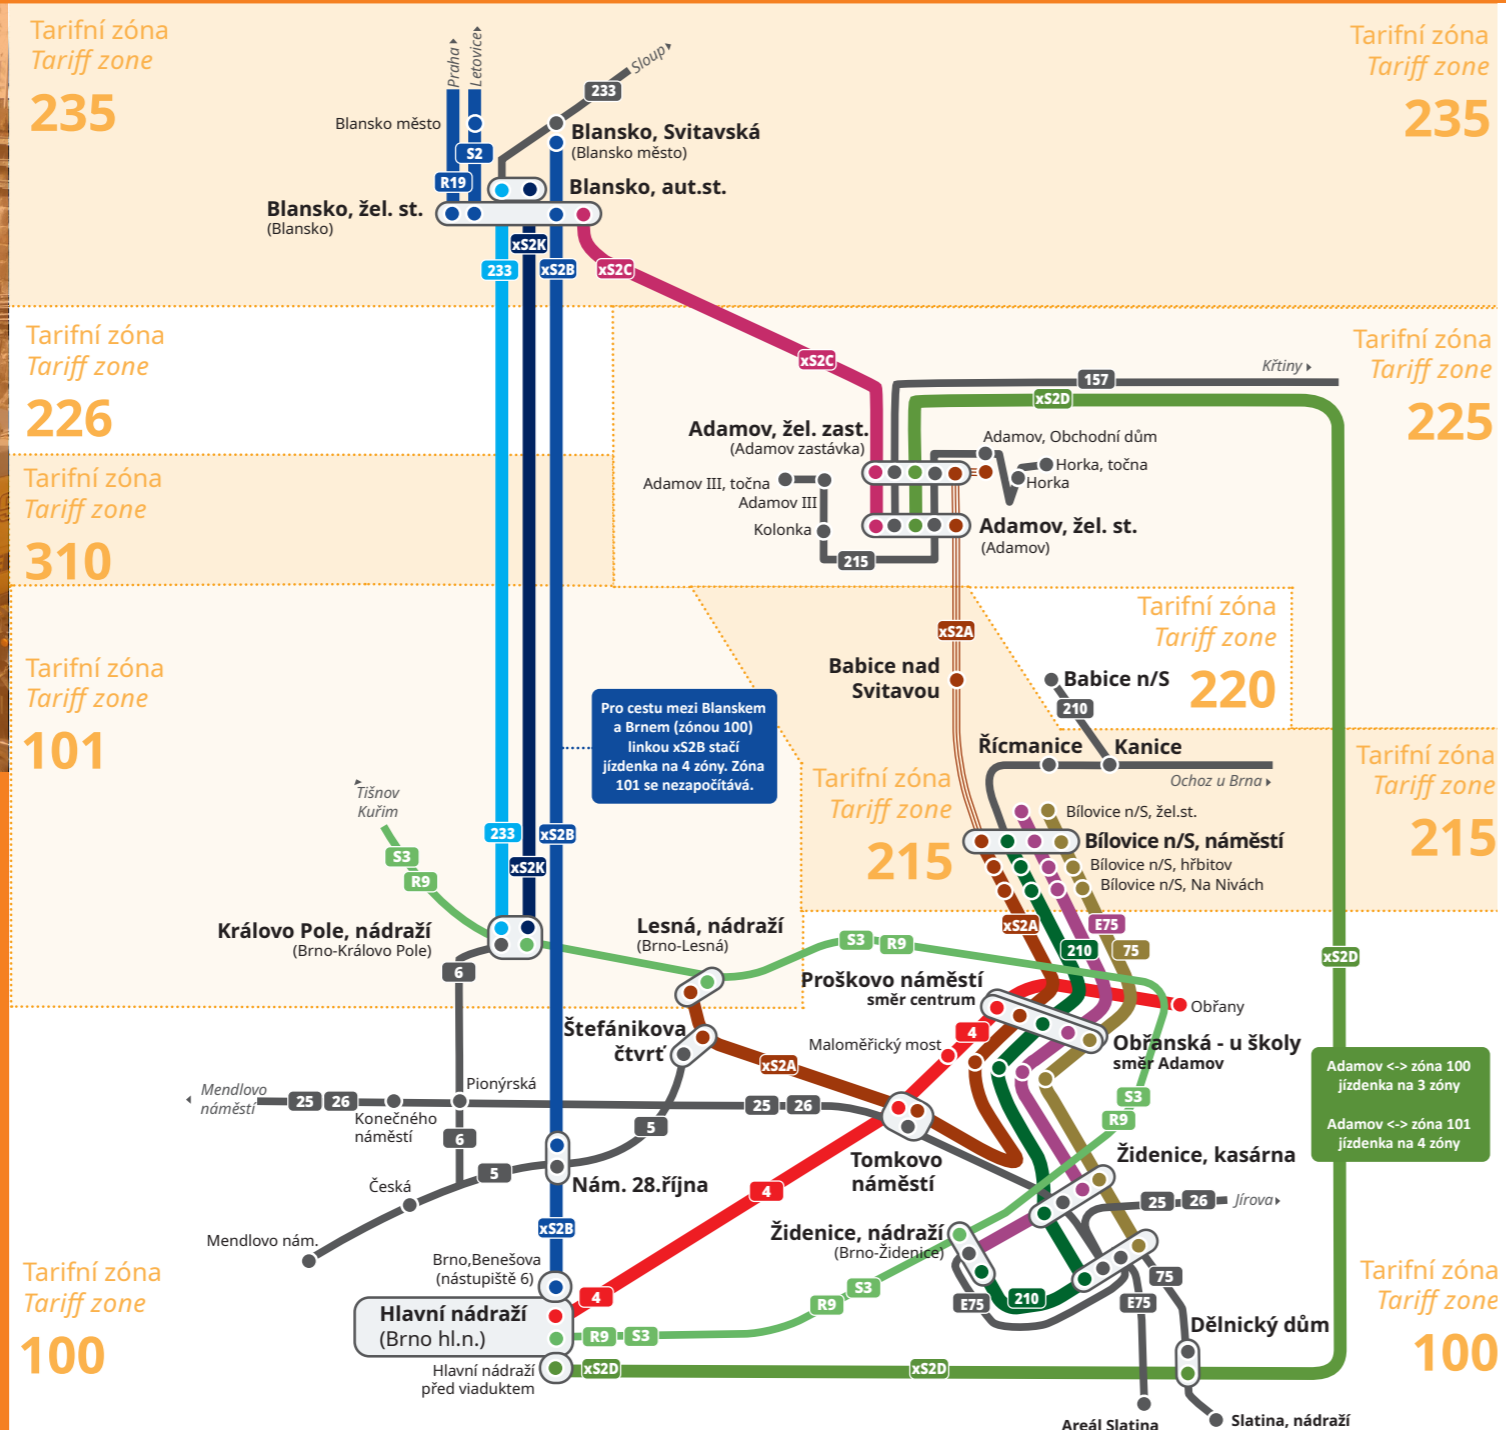 Tarifní zóna
Tariff zone
235
Tarifní zóna
Tariff zone
235
Praha
Letovice
Sloup
233
Blansko město
S2
R19
Blansko, Svitavská
(Blansko město)
Blansko, aut.st.
Blansko, žel. st.
(Blansko)
xS2K
233
xS2B
xS2C
Tarifní zóna
Tariff zone
226
Tarifní zóna
Tariff zone
225
xS2C
Křtiny
157
xS2D
Adamov, žel. zast.
(Adamov zastávka)
Adamov, Obchodní dům
Horka, točna
Horka
Adamov III, točna
Adamov III
Kolonka
215
Adamov, žel. st.
(Adamov)
Tarifní zóna
Tariff zone
310
Tarifní zóna
Tariff zone
220
xS2A
Babice nad
Svitavou
Babice n/S
210
Tarifní zóna
Tariff zone
101
Pro cestu mezi Blanskem
a Brnem (zónou 100)
linkou xS2B stačí
jízdenka na 4 zóny. Zóna
101 se nezapočítává.
Řícmanice
Kanice
Ochoz u Brna
Tarifní zóna
Tariff zone
215
Tarifní zóna
Tariff zone
215
Tišnov
Kuřim
S3
R9
233
xS2B
xS2K
Bílovice n/S, žel.st.
Bílovice n/S, náměstí
Bílovice n/S, hřbitov
Bílovice n/S, Na Nivách
xS2A
E75
210
75
Královo Pole, nádraží
(Brno-Královo Pole)
Lesná, nádraží
(Brno-Lesná)
S3
R9
xS2D
6
Proškovo náměstí
směr centrum
Obřany
Štefánikova
čtvrť
4
Maloměřický most
Obřanská - u školy
směr Adamov
xS2A
Adamov <-> zóna 100
jízdenka na 3 zóny
Adamov <-> zóna 101
jízdenka na 4 zóny
Mendlovo
náměstí
25
26
Pionýrská
Konečného
náměstí
25
26
S3
R9
6
5
Tomkovo
náměstí
Židenice, kasárna
5
Nám. 28.října
4
Česká
25
26
Jírova
Mendlovo nám.
xS2B
Židenice, nádraží
(Brno-Židenice)
Brno,Benešova
(nástupiště 6)
Tarifní zóna
Tariff zone
100
Tarifní zóna
Tariff zone
100
4
S3
R9
E75
210
75
E75
Hlavní nádraží
(Brno hl.n.)
R9
S3
Dělnický dům
Hlavní nádraží
před viaduktem
xS2D
xS2D
Areál Slatina
Slatina, nádraží